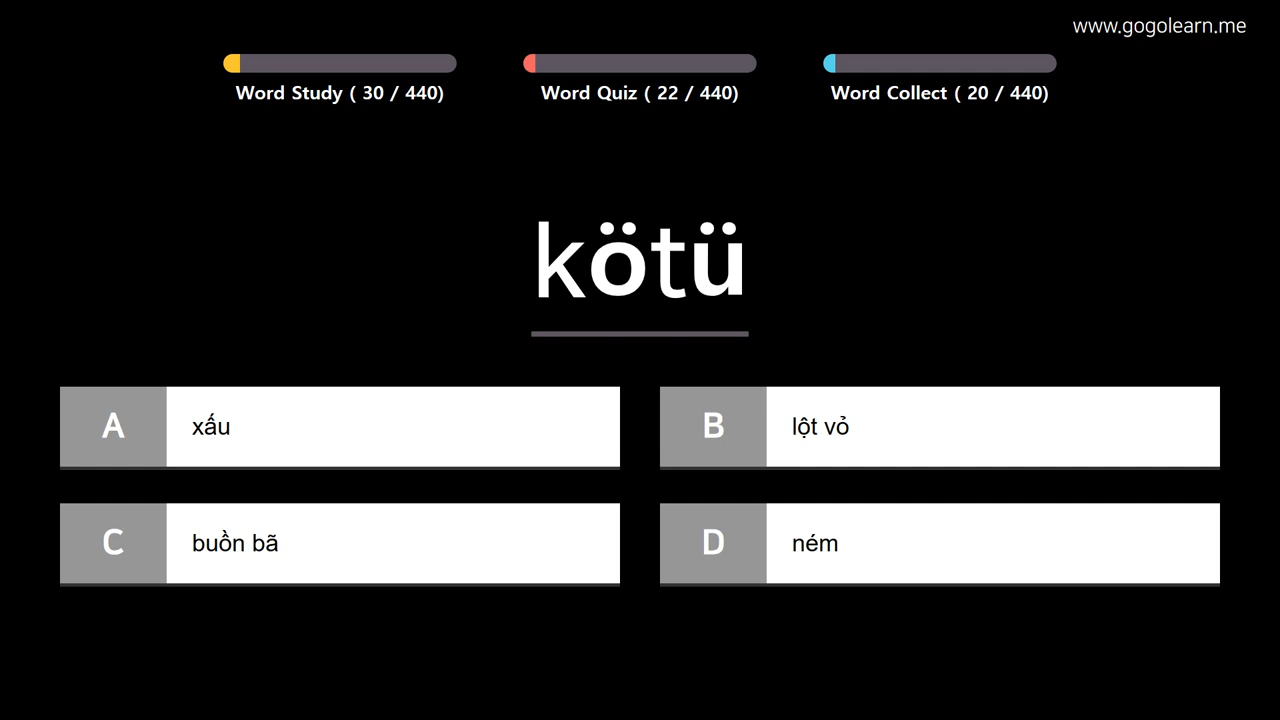 www.gogolearn.me
Word Study ( 30 / 440)
Word Quiz ( 22 / 440)
Word Collect ( 20 / 440)
kötü
A xấu
B lột vỏ
C buồn bã
D ném